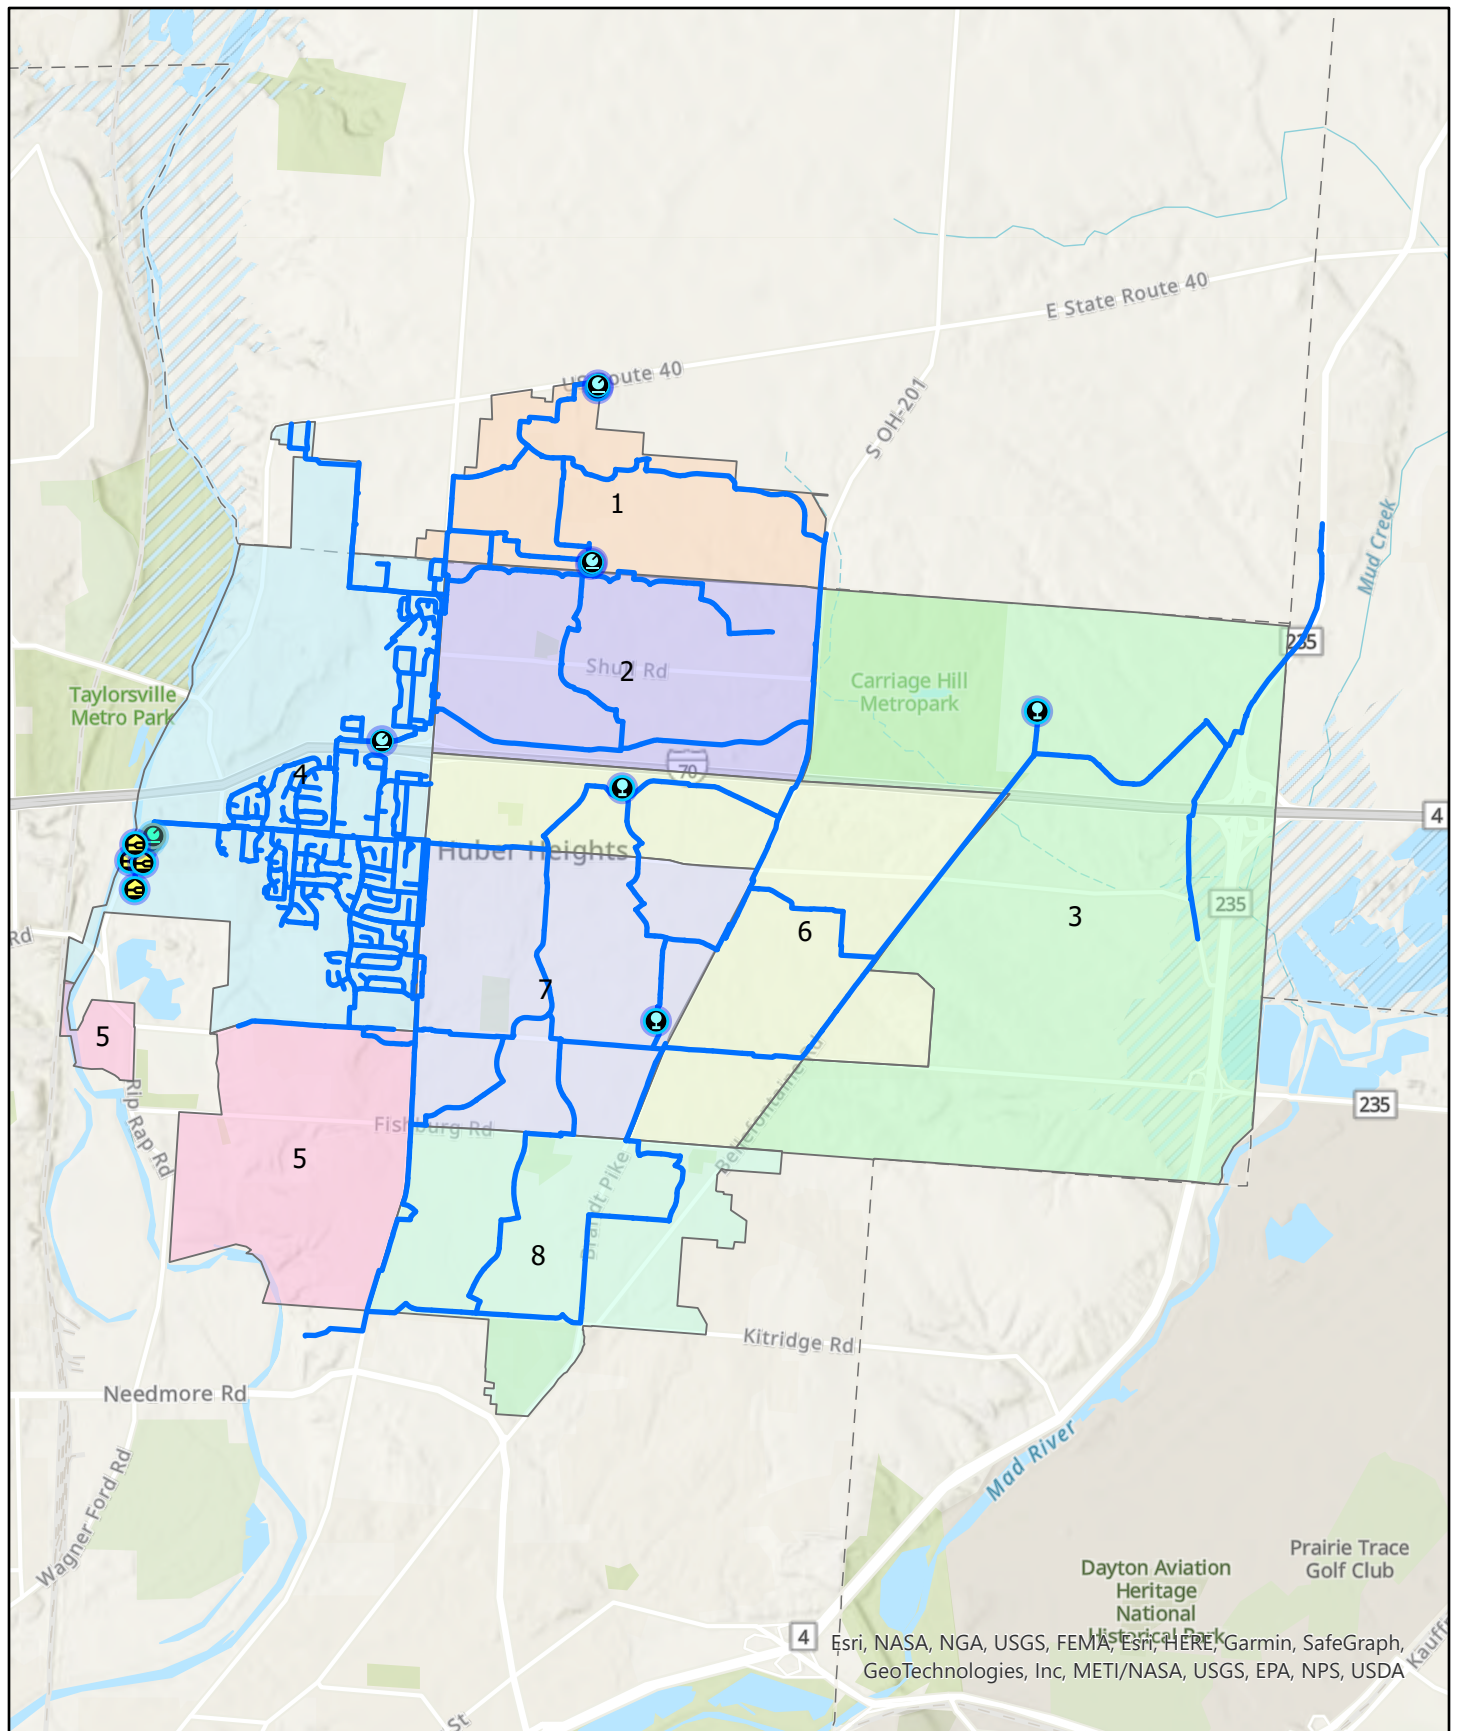 E State Route 40
Route 40
S OH-201
1
Mud Creek
235
2
Shull Rd
Carriage Hill
Metropark
Taylorsville
Metro Park
70
4
4
Huber Heights
235
3
6
Rd
7
5
235
Rip Rap Rd
Fishburg Rd
Bellefontaine Rd
5
Brandt Pike
8
Kitridge Rd
Needmore Rd
Mad River
Wagner Ford Rd
Prairie Trace
Golf Club
Dayton Aviation
Heritage
National
Historical Park
4
Esri, NASA, NGA, USGS, FEMA, Esri, HERE, Garmin, SafeGraph,
GeoTechnologies, Inc, METI/NASA, USGS, EPA, NPS, USDA
St